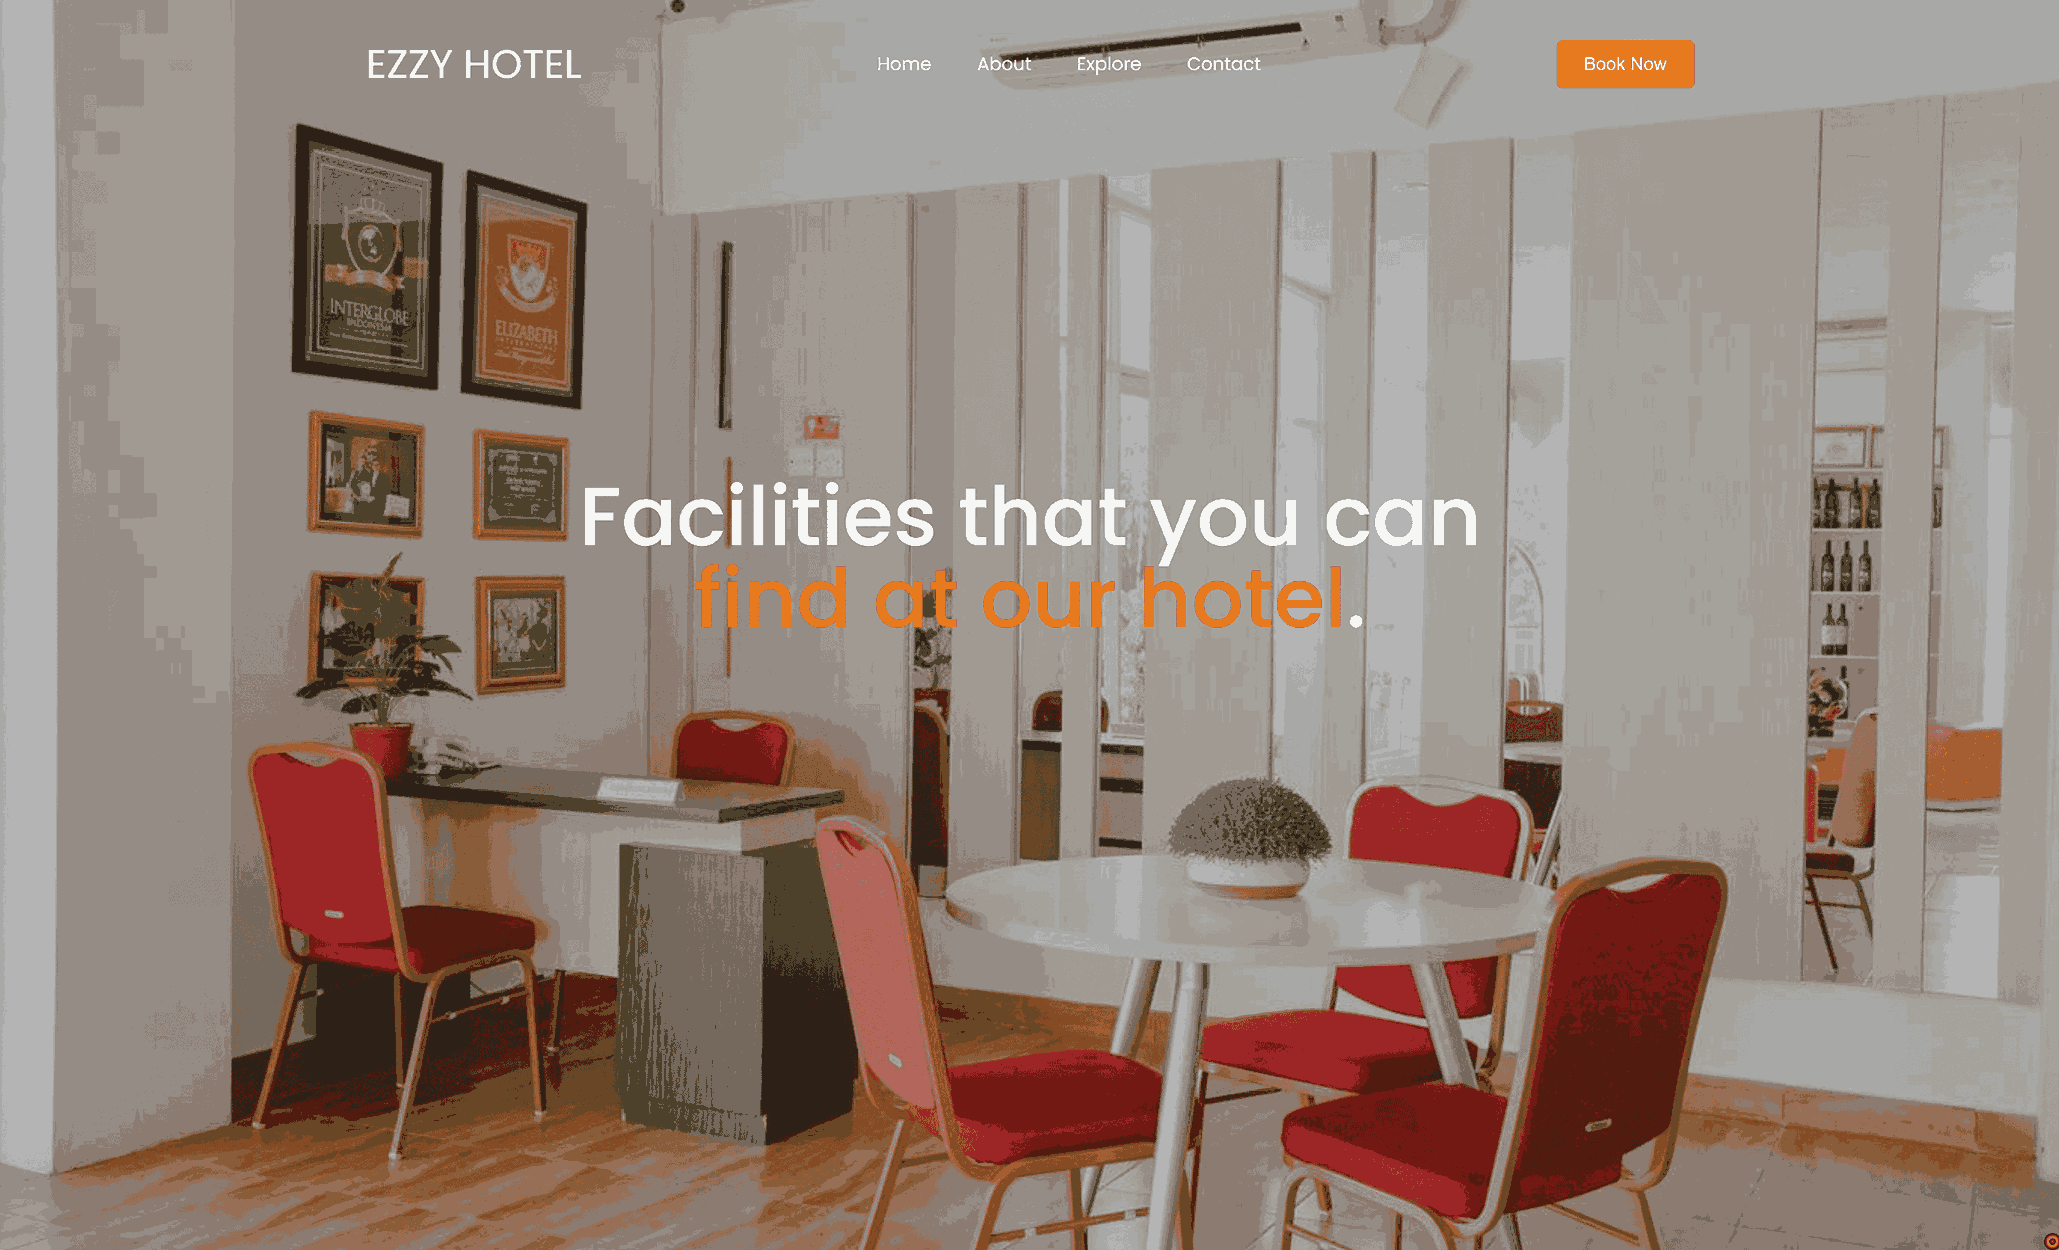 EZZY HOTEL
Home About Explore Contact
Book Now
INTERGLOBE
INDONESIA
ELIZABETH
INTERNATIONAL
Facilities that you can
find at our hotel.